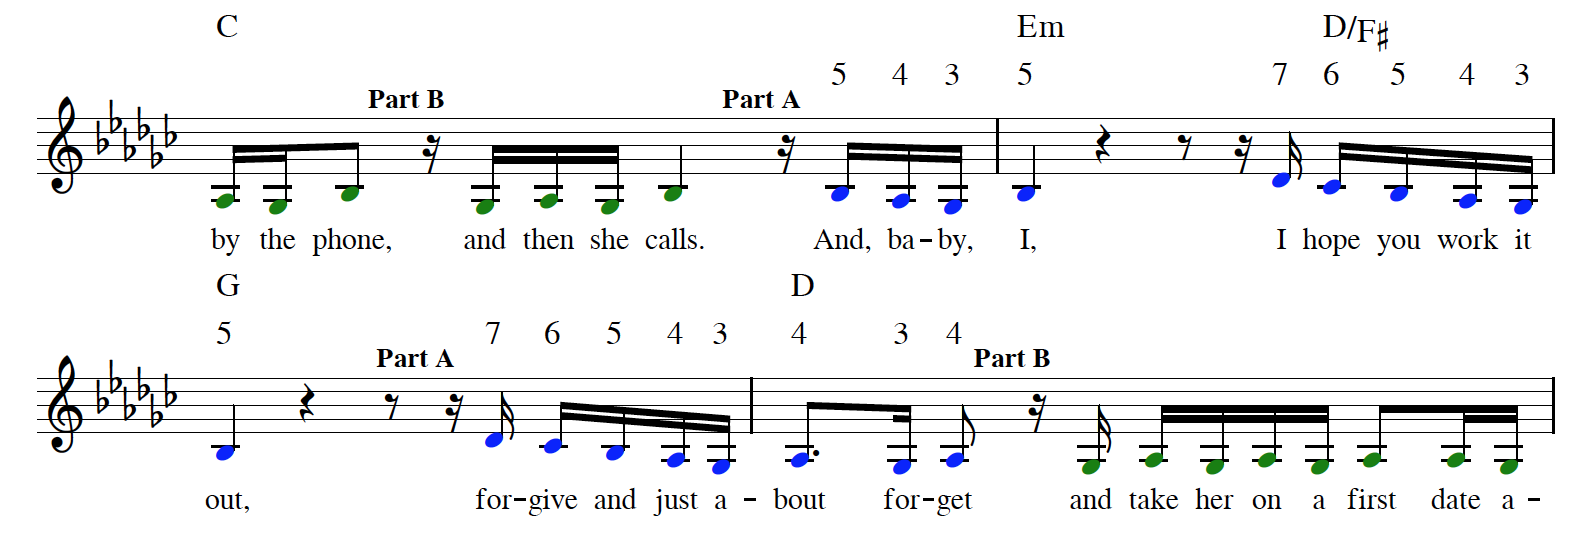 C Em D/F♯
5 4 3 5 7 6 5 4 3
Part B Part A
by the phone, and then she calls. And, ba-by, I, I hope you work it
G D
5 7 6 5 4 3 4 3 4
Part A Part B
out, for-give and just a - bout for-get and take her on a first date a -